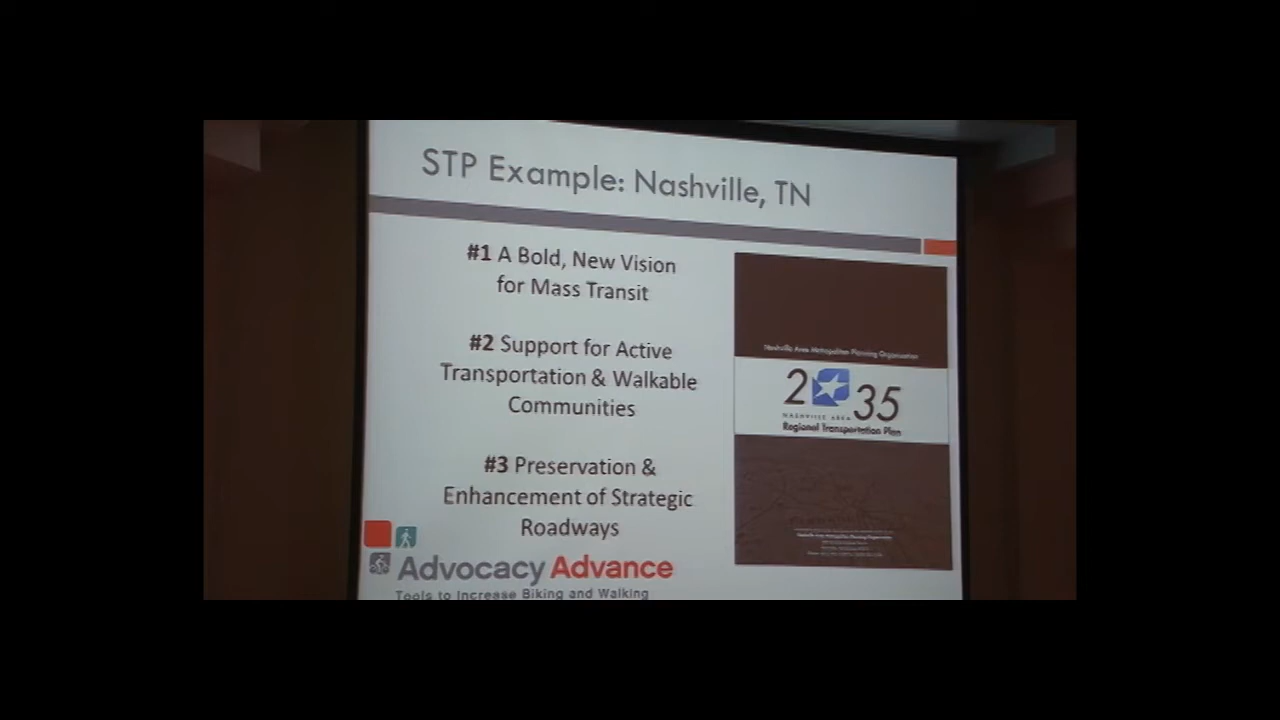 STP Example: Nashville, TN
#1 A Bold, New Vision
for Mass Transit
#2 Support for Active
Transportation & Walkable
Communities
#3 Preservation &
Enhancement of Strategic
Roadways
Advocacy Advance
Tools to Increase Biking and Walking
Nashville Area Metropolitan Planning Organization
2035
NASHVILLE AREA
Regional Transportation Plan